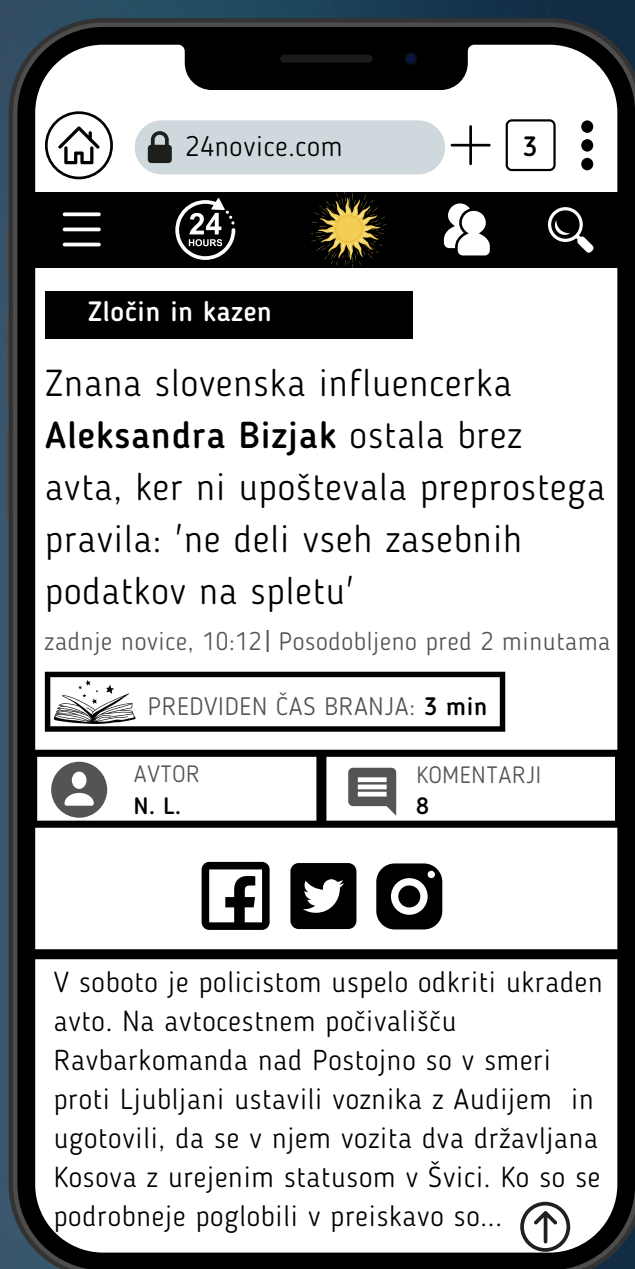 24novice.com
3
24
HOURS
Zločin in kazen
Znana slovenska influencerka
Aleksandra Bizjak ostala brez
avta, ker ni upoštevala preprostega
pravila: 'ne deli vseh zasebnih
podatkov na spletu'
zadnje novice, 10:12| Posodobljeno pred 2 minutama
PREDVIDEN ČAS BRANJA: 3 min
AVTOR
N. L.
KOMENTARJI
8
V soboto je policistom uspelo odkriti ukraden
avto. Na avtocestnem počivališču
Ravbarkomanda nad Postojno so v smeri
proti Ljubljani ustavili voznika z Audijem in
ugotovili, da se v njem vozita dva državljana
Kosova z urejenim statusom v Švici. Ko so se
podrobneje poglobili v preiskavo so...